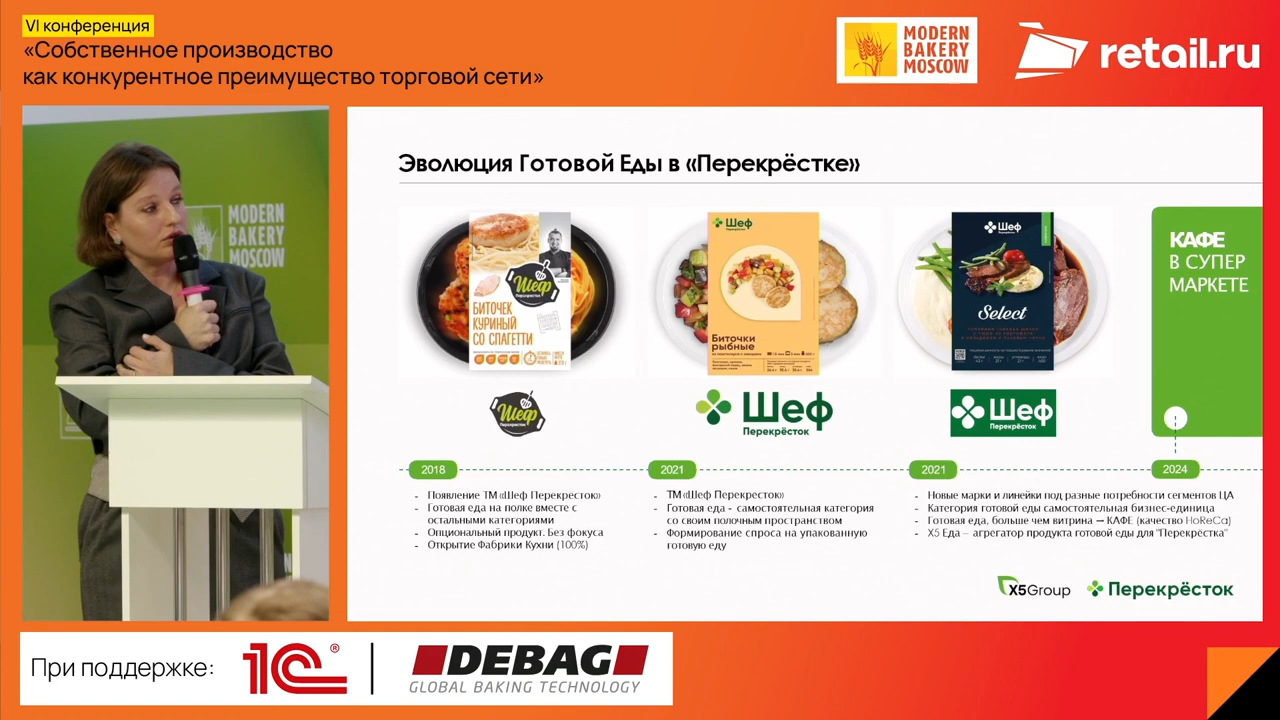 VI конференция
«Собственное производство
как конкурентное преимущество торговой сети»
MODERN
BAKERY
MOSCOW
retail.ru
MODERN
BAKERY
MOSCOW
Эволюция Готовой Еды в «Перекрёстке»
Шеф
Перекресток
БИТОЧЕК
КУРИНЫЙ
СО СПАГЕТТИ
Шеф
Перекрёсток
Биточки
рыбные
Шеф
Перекрёсток
Select
КАФЕ
В СУПЕР
МАРКЕТЕ
Шеф
Перекресток
Шеф
Перекрёсток
Шеф
Перекрёсток
2018
2021
2021
2024
- Появление ТМ «Шеф Перекресток»
- Готовая еда на полке вместе с
остальными категориями
- Опциональный продукт. Без фокуса
- Открытие Фабрики Кухни (100%)
- ТМ «Шеф Перекресток»
- Готовая еда - самостоятельная категория
со своим полочным пространством
- Формирование спроса на упакованную
готовую еду
- Новые марки и линейки под разные потребности сегментов ЦА
- Категория готовой еды самостоятельная бизнес-единица
- Готовая еда, больше чем витрина — КАФЕ (качество HoReCa)
- Х5 Еда – агрегатор продукта готовой еды для "Перекрёстка"
X5Group
Перекрёсток
При поддержке:
1С®
DEBAG
GLOBAL BAKING TECHNOLOGY